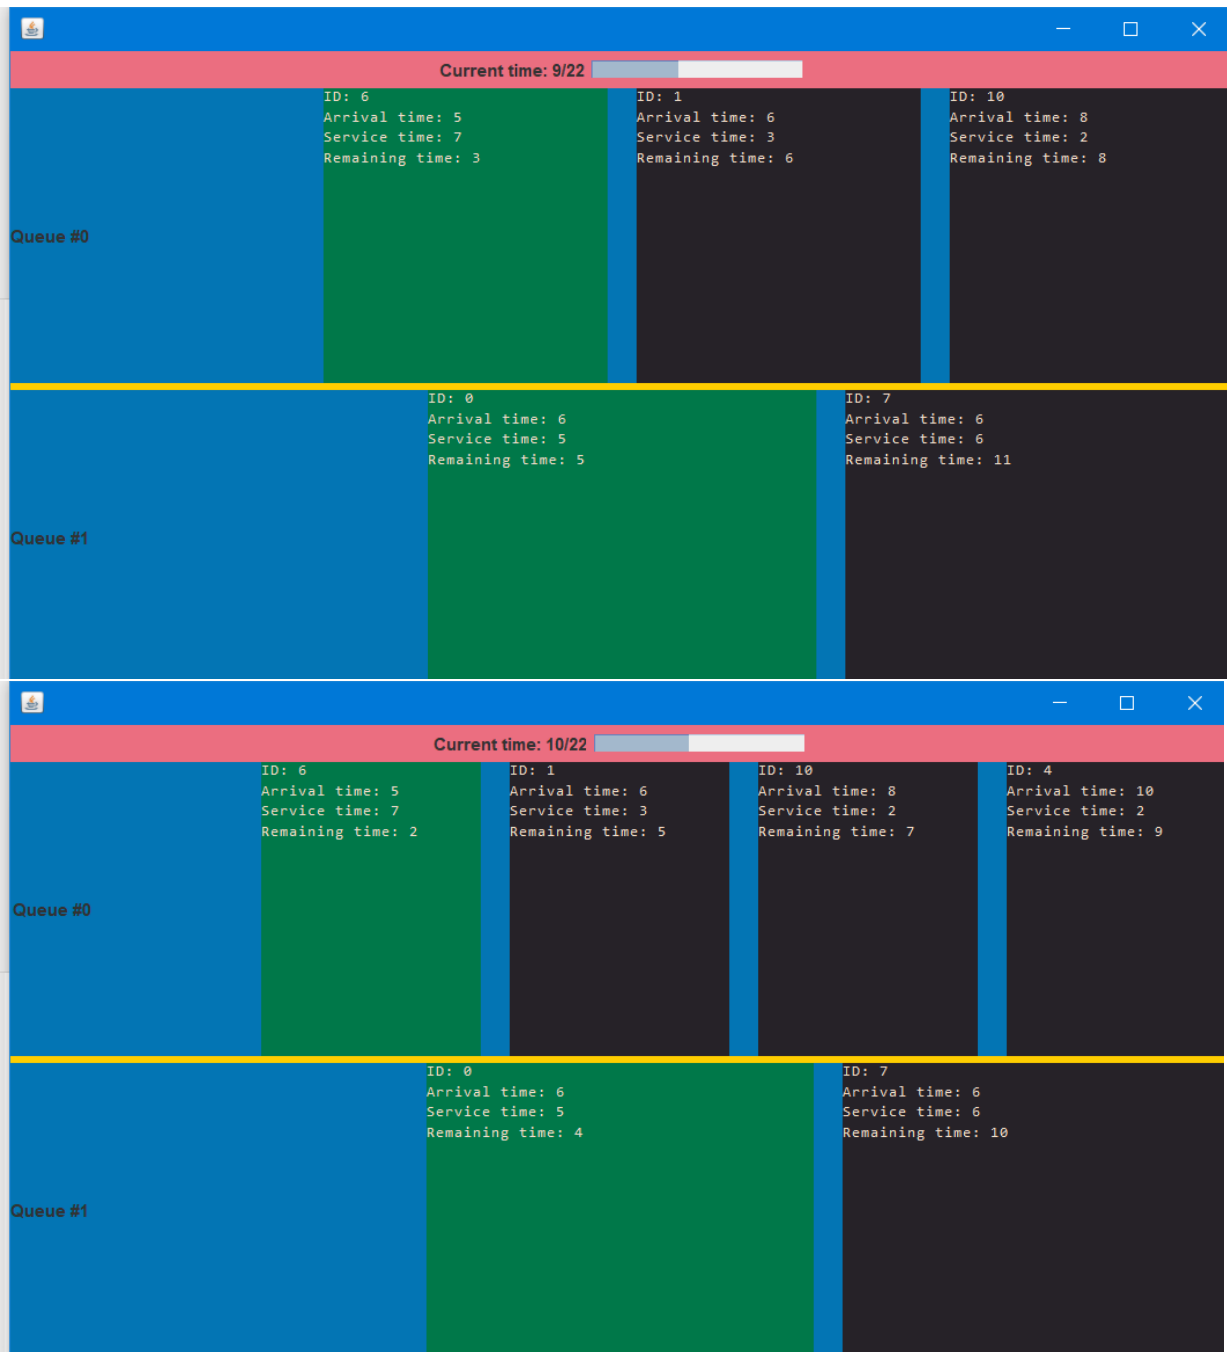 Current time: 9/22
Queue #0
ID: 6
Arrival time: 5
Service time: 7
Remaining time: 3
ID: 1
Arrival time: 6
Service time: 3
Remaining time: 6
ID: 10
Arrival time: 8
Service time: 2
Remaining time: 8
Queue #1
ID: 0
Arrival time: 6
Service time: 5
Remaining time: 5
ID: 7
Arrival time: 6
Service time: 6
Remaining time: 11
Current time: 10/22
Queue #0
ID: 6
Arrival time: 5
Service time: 7
Remaining time: 2
ID: 1
Arrival time: 6
Service time: 3
Remaining time: 5
ID: 10
Arrival time: 8
Service time: 2
Remaining time: 7
ID: 4
Arrival time: 10
Service time: 2
Remaining time: 9
Queue #1
ID: 0
Arrival time: 6
Service time: 5
Remaining time: 4
ID: 7
Arrival time: 6
Service time: 6
Remaining time: 10